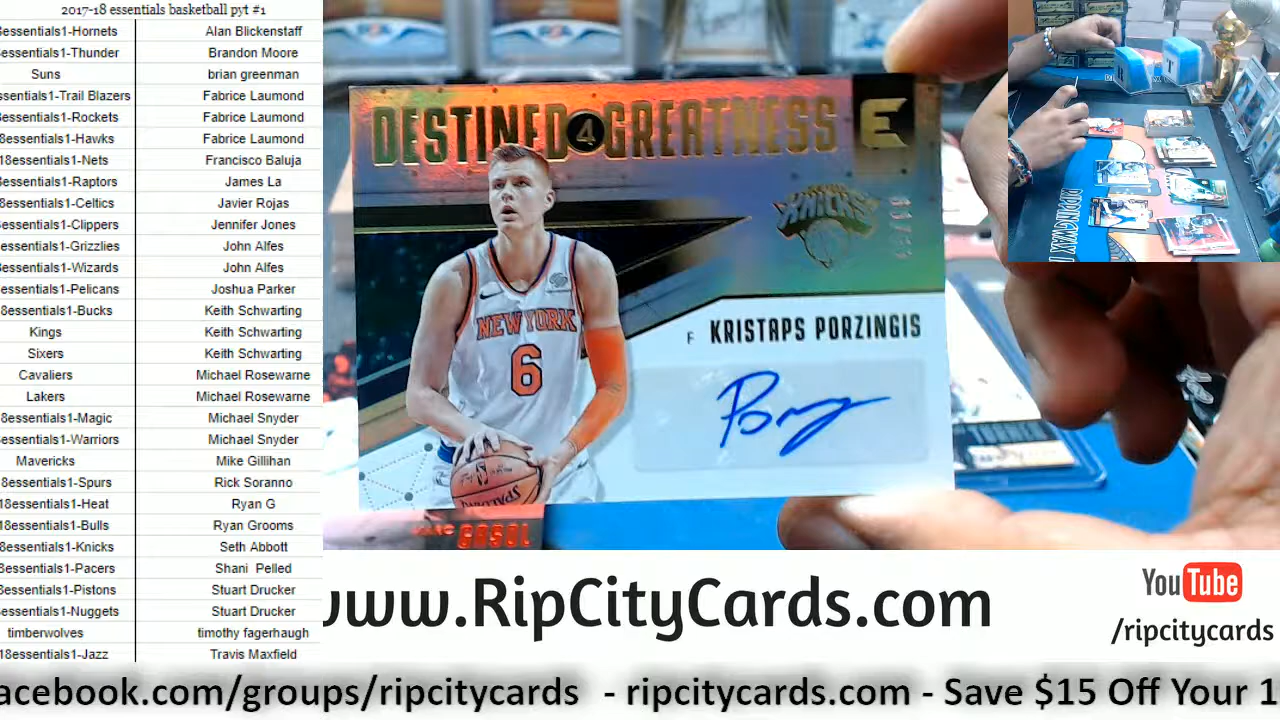 2017-18 essentials basketball pyt #1
8essentials1-Hornets Alan Blickenstaff
essentials1-Thunder Brandon Moore
Suns brian greenman
ssentials1-Trail Blazers Fabrice Laumond
essentials1-Rockets Fabrice Laumond
8essentials1-Hawks Fabrice Laumond
18essentials1-Nets Francisco Baluja
essentials1-Raptors James La
8essentials1-Celtics Javier Rojas
essentials1-Clippers Jennifer Jones
essentials1-Grizzlies John Alfes
8essentials1-Wizards John Alfes
essentials1-Pelicans Joshua Parker
8essentials1-Bucks Keith Schwarting
Kings Keith Schwarting
Sixers Keith Schwarting
Cavaliers Michael Rosewarne
Lakers Michael Rosewarne
8essentials1-Magic Michael Snyder
essentials1-Warriors Michael Snyder
Mavericks Mike Gillihan
8essentials1-Spurs Rick Soranno
18essentials1-Heat Ryan G
18essentials1-Bulls Ryan Grooms
8essentials1-Knicks Seth Abbott
8essentials1-Pacers Shani Pelled
8essentials1-Pistons Stuart Drucker
essentials1-Nuggets Stuart Drucker
timberwolves timothy fagerhaugh
18essentials1-Jazz Travis Maxfield
DESTINED 4 GREATNESS E
KNICKS
NEW YORK
6
SPALDING
F KRISTAPS PORZINGIS
GASOL
www.RipCityCards.com
YouTube
/ripcitycards
acebook.com/groups/ripcitycards - ripcitycards.com - Save $15 Off Your 1